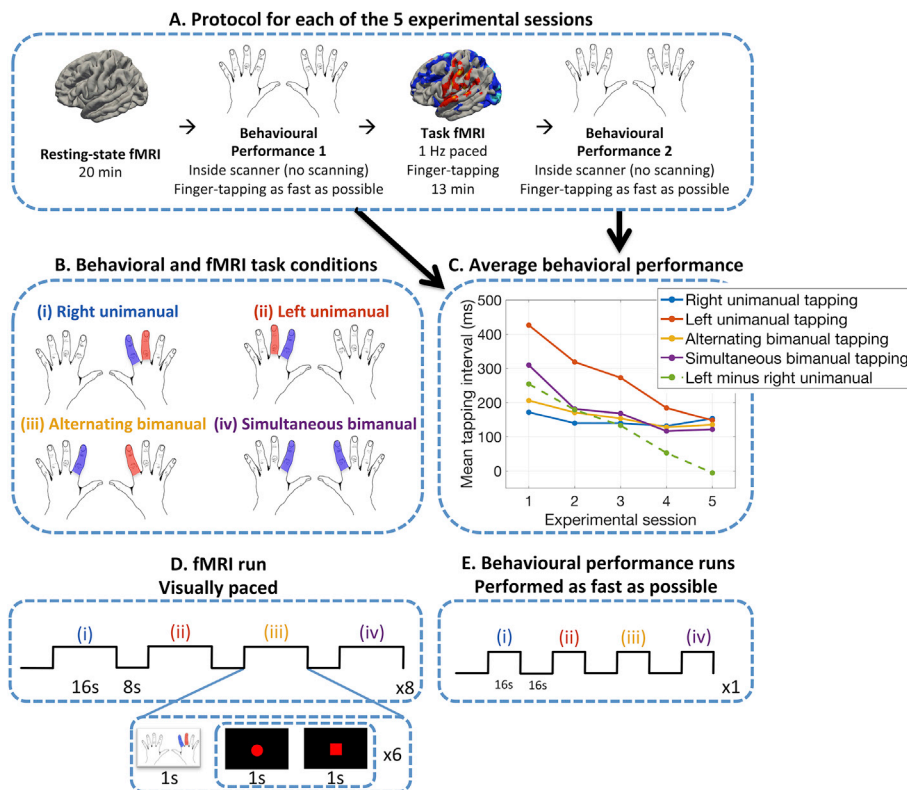 A. Protocol for each of the 5 experimental sessions
Resting-state fMRI
20 min
→
Behavioural
Performance 1
Inside scanner (no scanning)
Finger-tapping as fast as possible
→
Task fMRI
1 Hz paced
Finger-tapping
13 min
→
Behavioural
Performance 2
Inside scanner (no scanning)
Finger-tapping as fast as possible
B. Behavioral and fMRI task conditions
(i) Right unimanual
(ii) Left unimanual
(iii) Alternating bimanual
(iv) Simultaneous bimanual
C. Average behavioral performance
Right unimanual tapping
Left unimanual tapping
Alternating bimanual tapping
Simultaneous bimanual tapping
Left minus right unimanual
Mean tapping interval (ms)
500
400
300
200
100
0
1 2 3 4 5
Experimental session
D. fMRI run
Visually paced
(i) (ii) (iii) (iv)
16s 8s
x8
x6
1s 1s 1s
E. Behavioural performance runs
Performed as fast as possible
(i) (ii) (iii) (iv)
16s 16s
x1